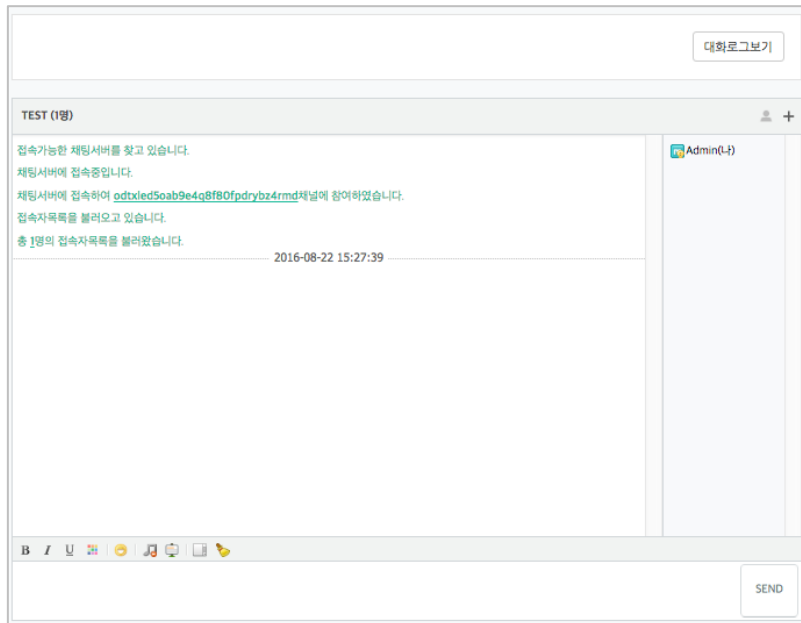 대화로그보기
TEST (1명)
접속가능한 채팅서버를 찾고 있습니다.
채팅서버에 접속중입니다.
채팅서버에 접속하여 odtxled5oab9e4q8f80fpdrybz4rmd채널에 참여하였습니다.
접속자목록을 불러오고 있습니다.
총 1명의 접속자목록을 불러왔습니다.
2016-08-22 15:27:39
Admin(나)
B I U
SEND